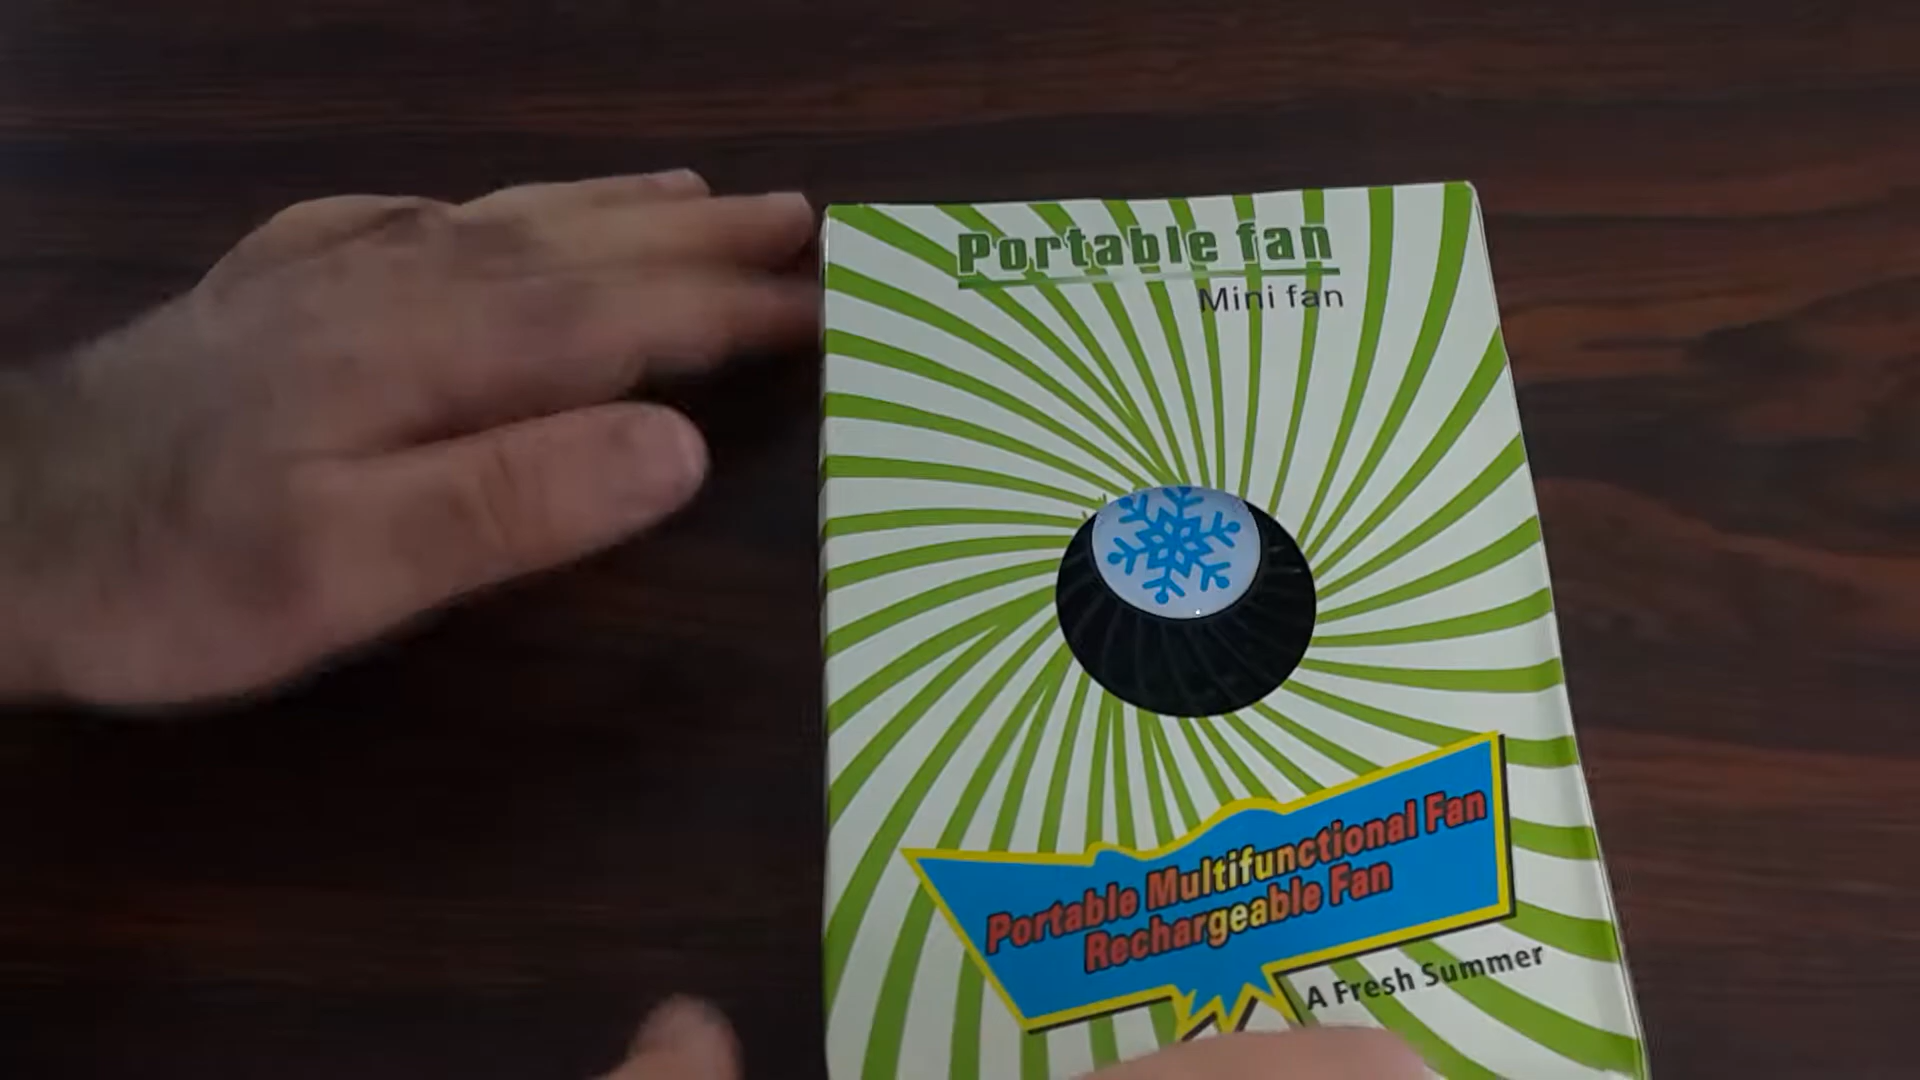 Portable fan
Mini fan
Portable Multifunctional Fan
Rechargeable Fan
A Fresh Summer